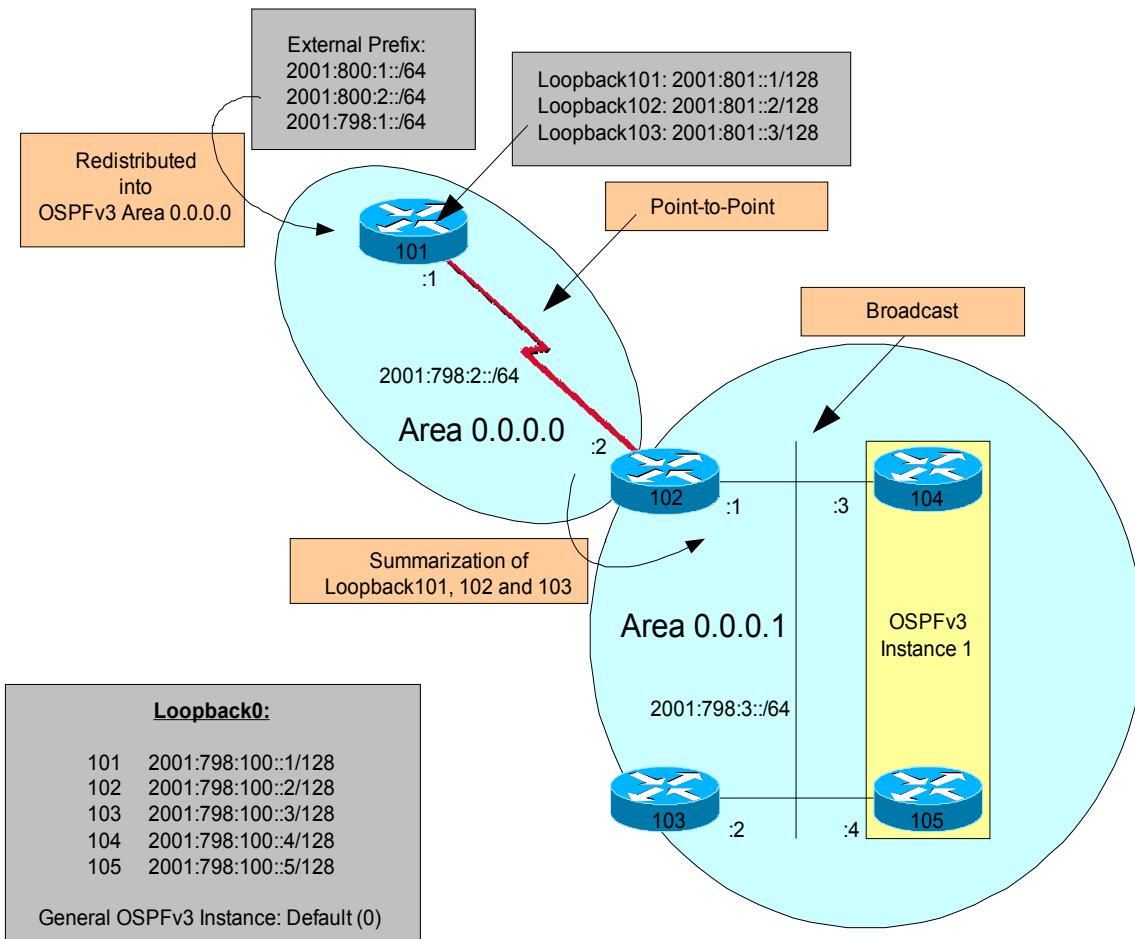 External Prefix:
2001:800:1::/64
2001:800:2::/64
2001:798:1::/64
Loopback101: 2001:801::1/128
Loopback102: 2001:801::2/128
Loopback103: 2001:801::3/128
Redistributed
into
OSPFv3 Area 0.0.0.0
Point-to-Point
101
:1
Broadcast
2001:798:2::/64
Area 0.0.0.0
:2
102
:1
:3
104
Summarization of
Loopback101, 102 and 103
Area 0.0.0.1
OSPFv3
Instance 1
2001:798:3::/64
103
:2
:4
105
Loopback0:
101 2001:798:100::1/128
102 2001:798:100::2/128
103 2001:798:100::3/128
104 2001:798:100::4/128
105 2001:798:100::5/128
General OSPFv3 Instance: Default (0)